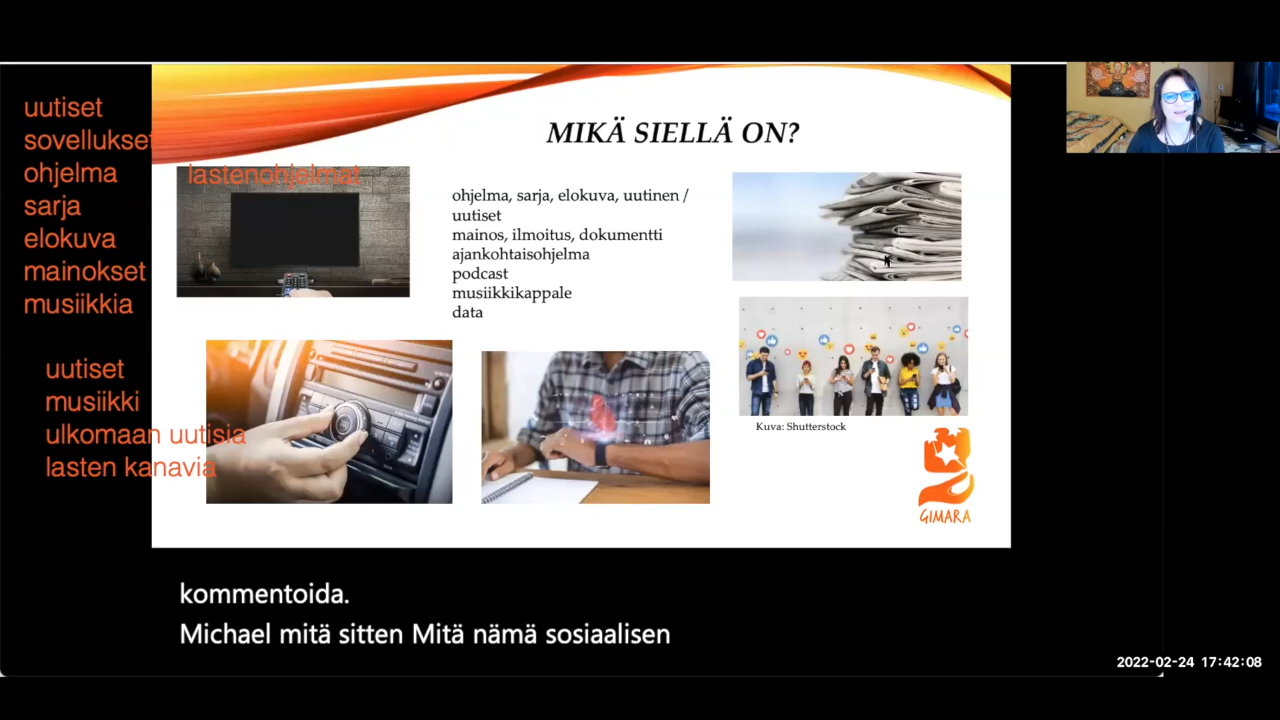 uutiset
sovellukset
ohjelma
sarja
elokuva
mainokset
musiikkia
uutiset
musiikki
ulkomaan uutisia
lasten kanavia
lastenohjelmat
MIKÄ SIELLÄ ON?
ohjelma, sarja, elokuva, uutinen /
uutiset
mainos, ilmoitus, dokumentti
ajankohtaisohjelma
podcast
musiikkikappale
data
Kuva: Shutterstock
GIMARA
kommentoida.
Michael mitä sitten Mitä nämä sosiaalisen
2022-02-24 17:42:08